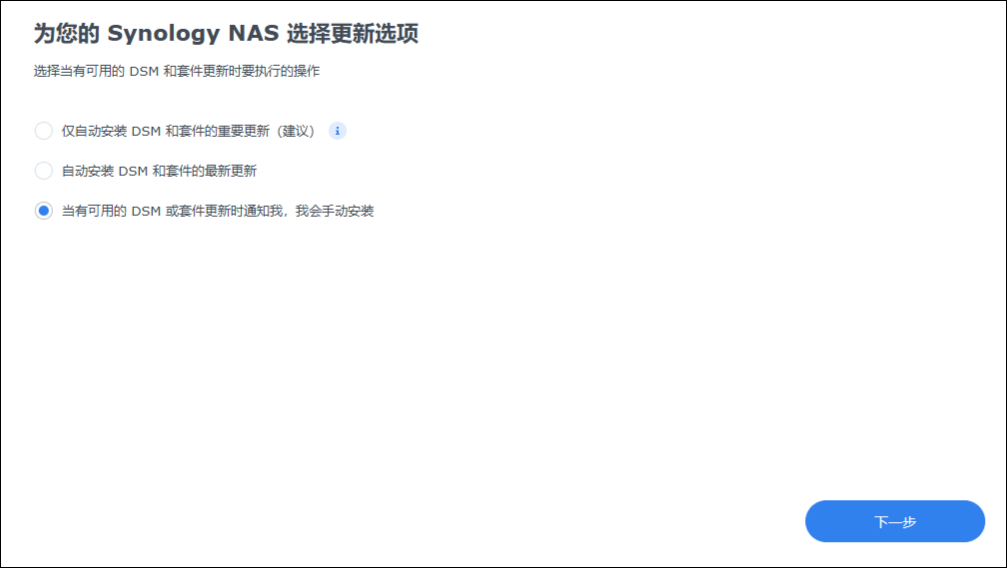 为您的 Synology NAS 选择更新选项
选择当有可用的 DSM 和套件更新时要执行的操作
仅自动安装 DSM 和套件的重要更新（建议） i
自动安装 DSM 和套件的最新更新
当有可用的 DSM 或套件更新时通知我，我会手动安装
下一步